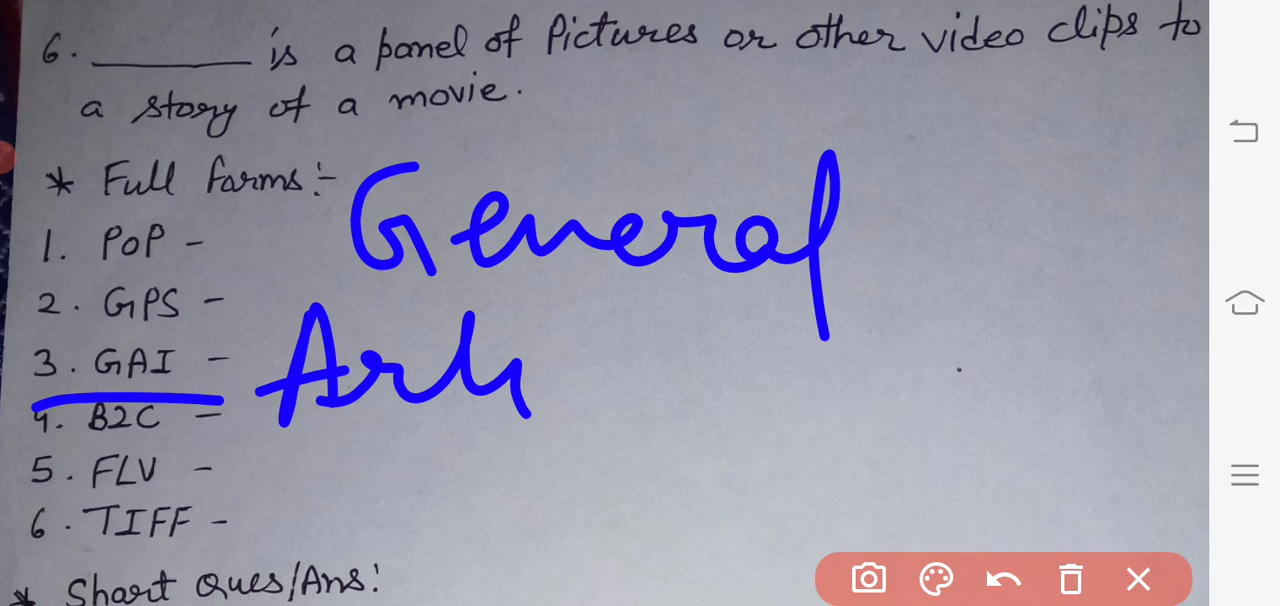 6. ______ is a panel of Pictures or other video clips to
a story of a movie.
* Full forms:-
General
1. POP -
2. GPS -
3. GAI -
4. B2C -
5. FLV -
6. TIFF -
* Short Ques/Ans: